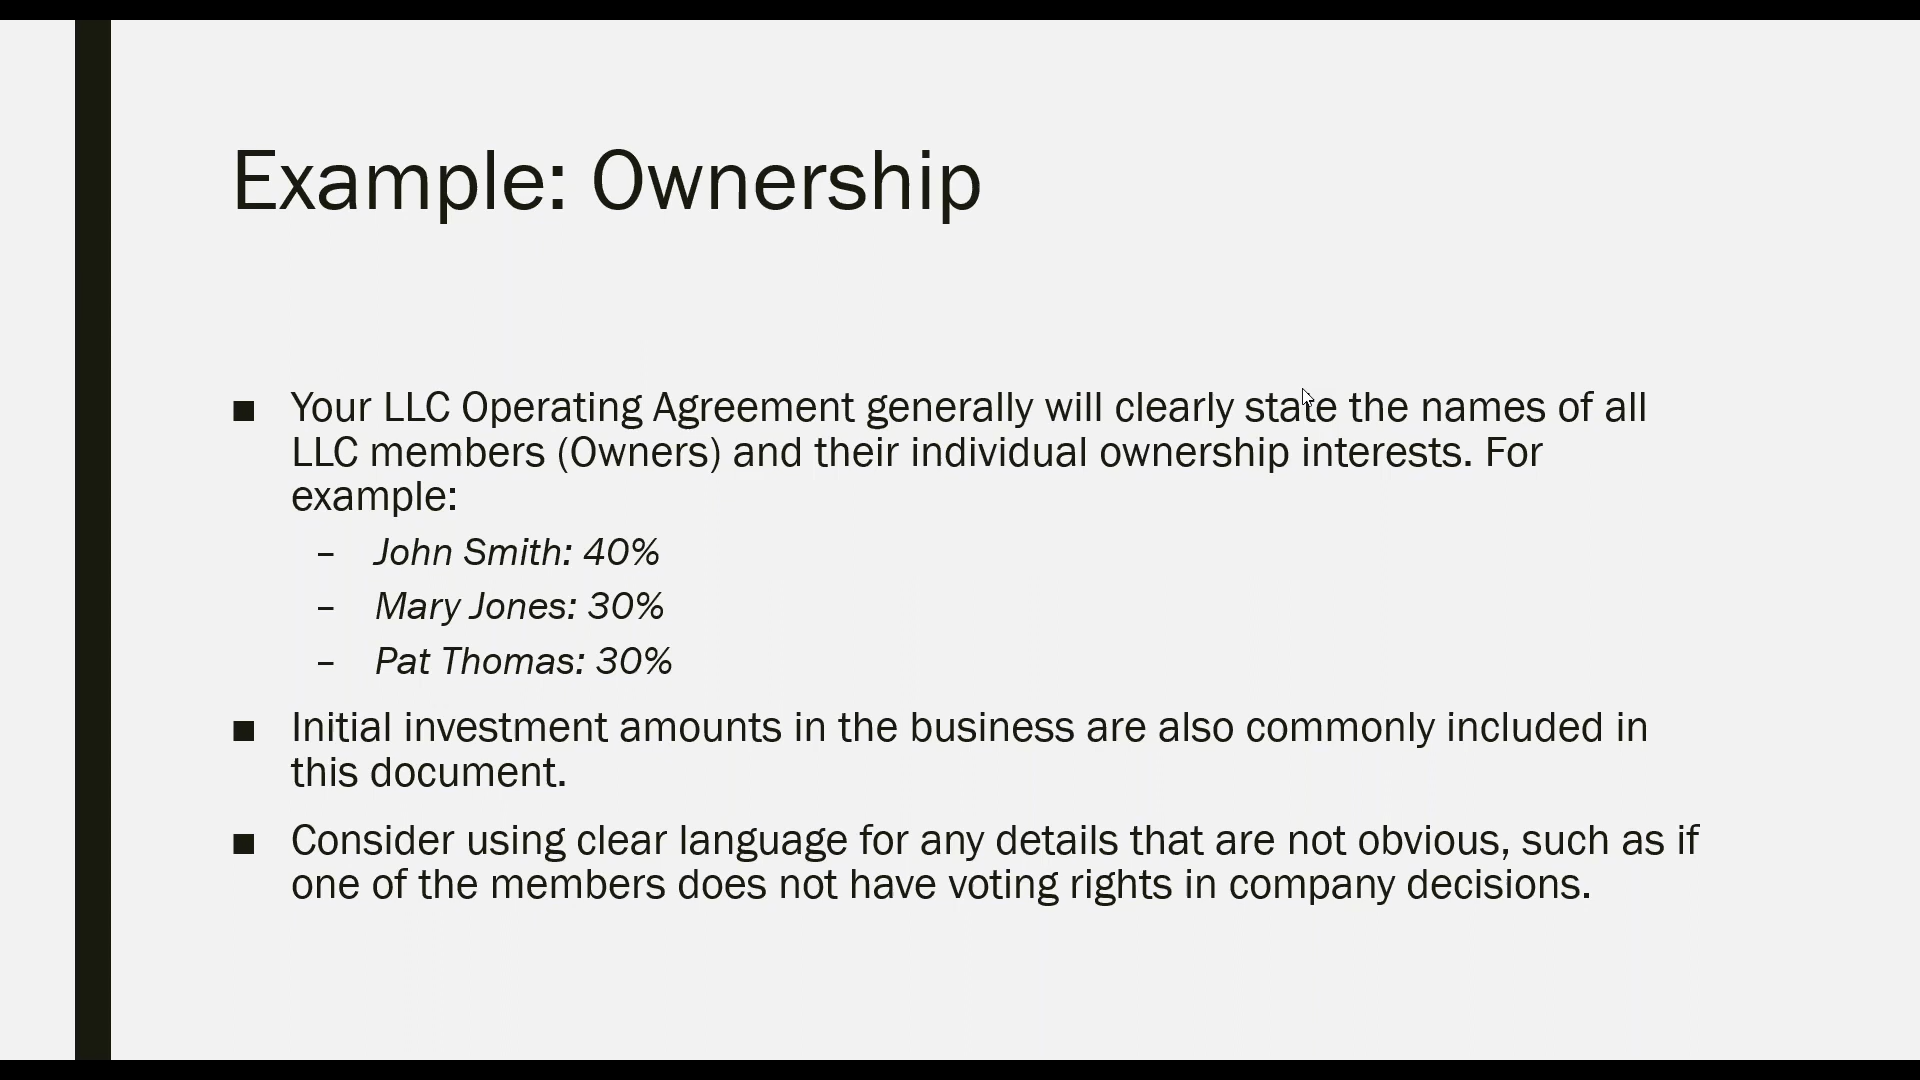 Example: Ownership
■ Your LLC Operating Agreement generally will clearly state the names of all
LLC members (Owners) and their individual ownership interests. For
example:
– John Smith: 40%
– Mary Jones: 30%
– Pat Thomas: 30%
■ Initial investment amounts in the business are also commonly included in
this document.
■ Consider using clear language for any details that are not obvious, such as if
one of the members does not have voting rights in company decisions.